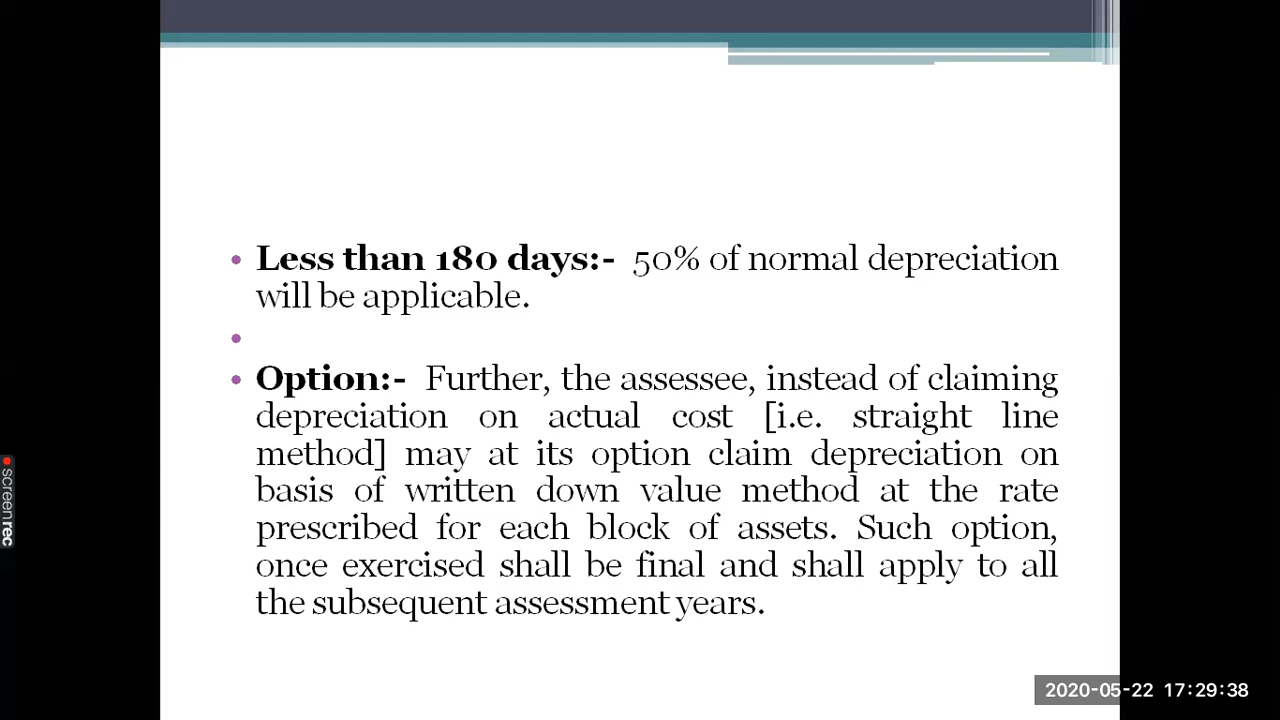 Less than 180 days:- 50% of normal depreciation
will be applicable.
Option:- Further, the assessee, instead of claiming
depreciation on actual cost [i.e. straight line
method] may at its option claim depreciation on
basis of written down value method at the rate
prescribed for each block of assets. Such option,
once exercised shall be final and shall apply to all
the subsequent assessment years.
screenrec
2020-05-22 17:29:38